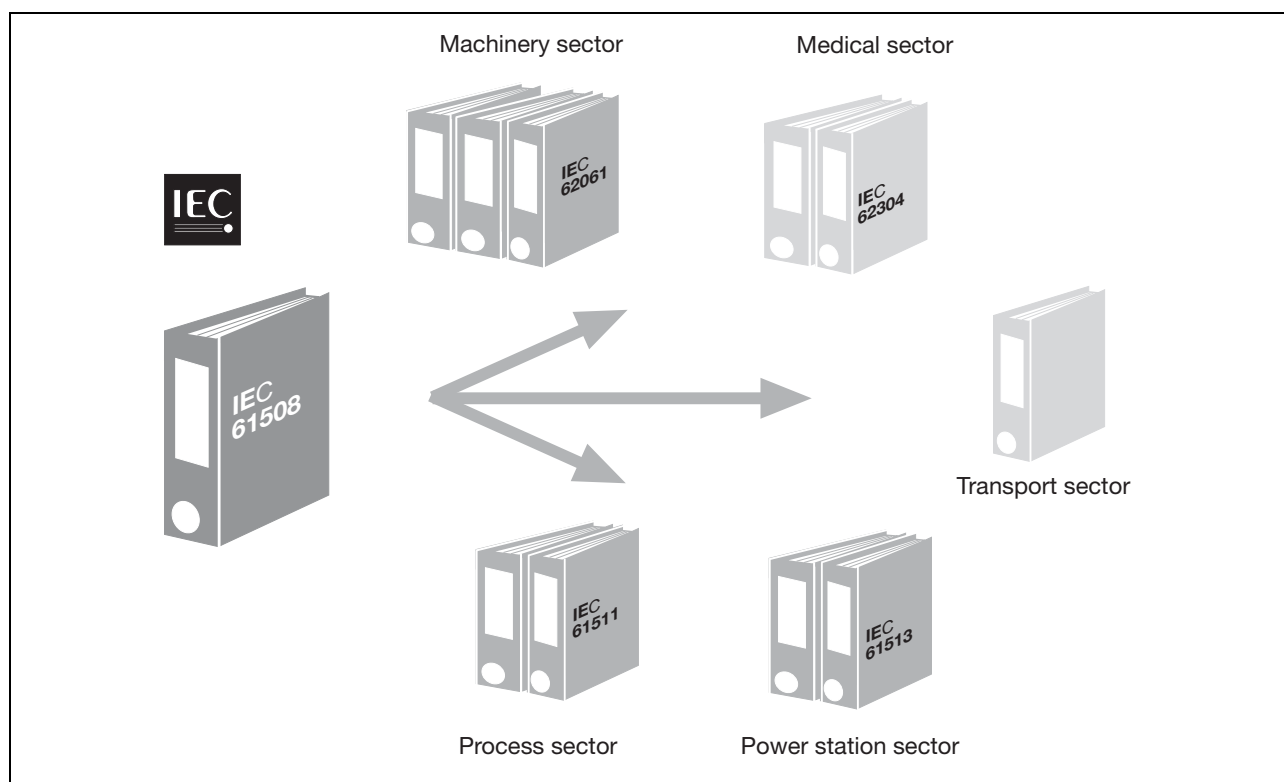 Machinery sector
Medical sector
IEC
62061
IEC
62304
IEC
IEC
61508
Transport sector
IEC
61511
IEC
61513
Process sector
Power station sector